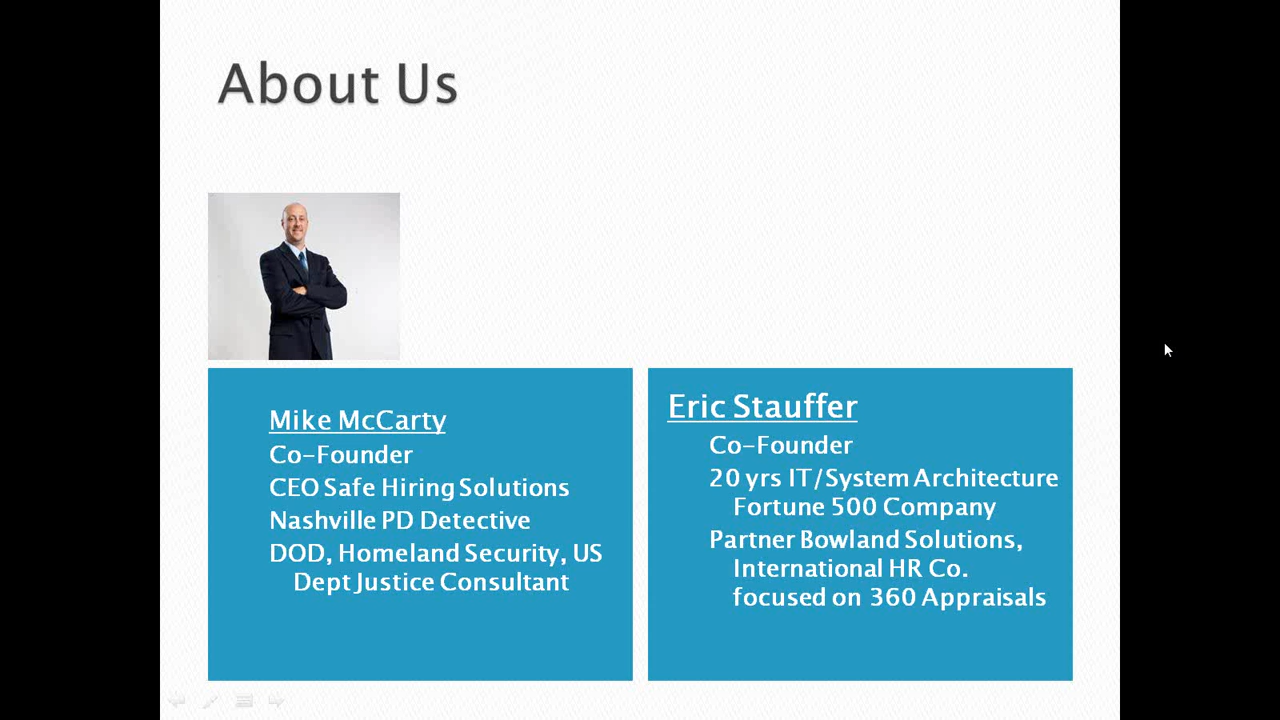 About Us
Mike McCarty
Co-Founder
CEO Safe Hiring Solutions
Nashville PD Detective
DOD, Homeland Security, US
Dept Justice Consultant
Eric Stauffer
Co-Founder
20 yrs IT/System Architecture
Fortune 500 Company
Partner Bowland Solutions,
International HR Co.
focused on 360 Appraisals